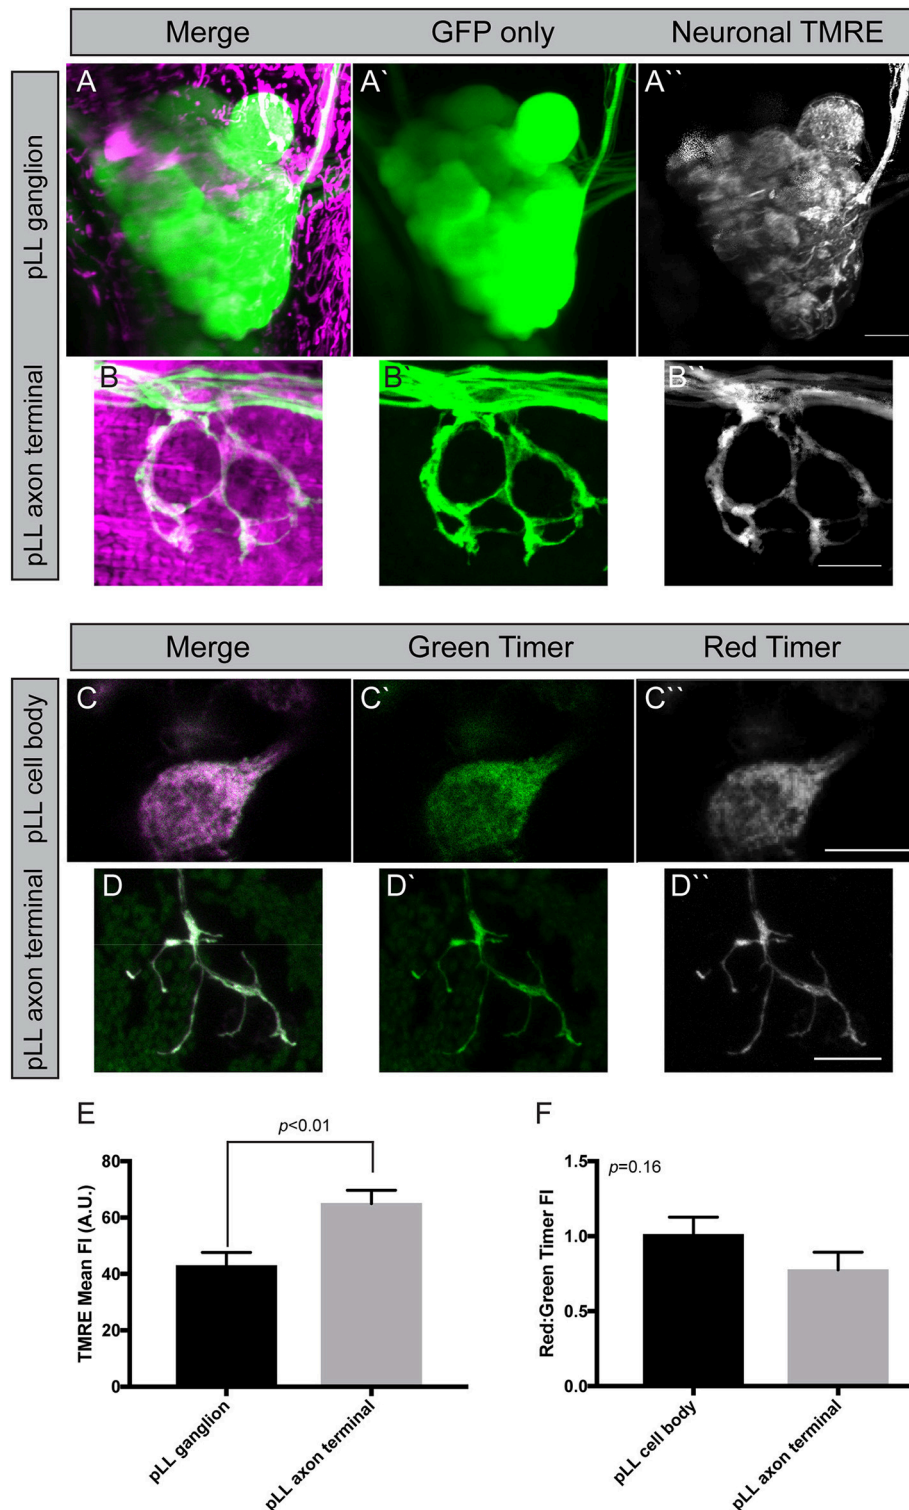 Merge GFP only Neuronal TMRE
pLL ganglion
A A` A``
pLL axon terminal
B B` B``
Merge Green Timer Red Timer
pLL cell body
C C` C``
pLL axon terminal
D D` D``
E
p<0.01
TMRE Mean FI (A.U.)
80
60
40
20
0
pLL ganglion
pLL axon terminal
F
p=0.16
Red:Green Timer FI
1.5
1.0
0.5
0.0
pLL cell body
pLL axon terminal